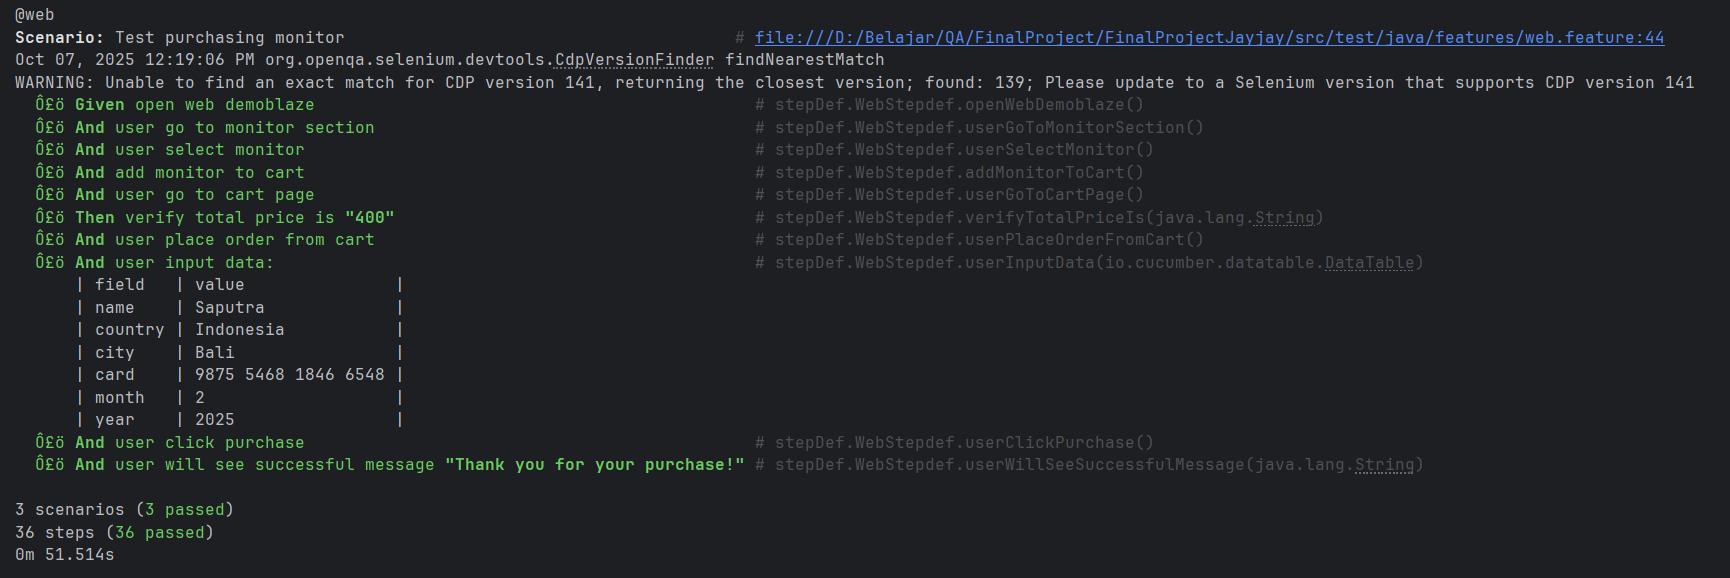 @web
Scenario: Test purchasing monitor # file:///D:/Belajar/QA/FinalProject/FinalProjectJayjay/src/test/java/features/web.feature:44
Oct 07, 2025 12:19:06 PM org.openqa.selenium.devtools.CdpVersionFinder findNearestMatch
WARNING: Unable to find an exact match for CDP version 141, returning the closest version; found: 139; Please update to a Selenium version that supports CDP version 141
Ô£ö Given open web demoblaze # stepDef.WebStepdef.openWebDemoblaze()
Ô£ö And user go to monitor section # stepDef.WebStepdef.userGoToMonitorSection()
Ô£ö And user select monitor # stepDef.WebStepdef.userSelectMonitor()
Ô£ö And add monitor to cart # stepDef.WebStepdef.addMonitorToCart()
Ô£ö And user go to cart page # stepDef.WebStepdef.userGoToCartPage()
Ô£ö Then verify total price is "400" # stepDef.WebStepdef.verifyTotalPriceIs(java.lang.String)
Ô£ö And user place order from cart # stepDef.WebStepdef.userPlaceOrderFromCart()
Ô£ö And user input data: # stepDef.WebStepdef.userInputData(io.cucumber.datatable.DataTable)
| field | value |
| name | Saputra |
| country | Indonesia |
| city | Bali |
| card | 9875 5468 1846 6548 |
| month | 2 |
| year | 2025 |
Ô£ö And user click purchase # stepDef.WebStepdef.userClickPurchase()
Ô£ö And user will see successful message "Thank you for your purchase!" # stepDef.WebStepdef.userWillSeeSuccessfulMessage(java.lang.String)
3 scenarios (3 passed)
36 steps (36 passed)
0m 51.514s